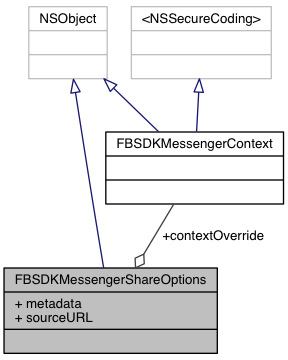 NSObject
<NSSecureCoding>
FBSDKMessengerContext
+contextOverride
FBSDKMessengerShareOptions
+ metadata
+ sourceURL